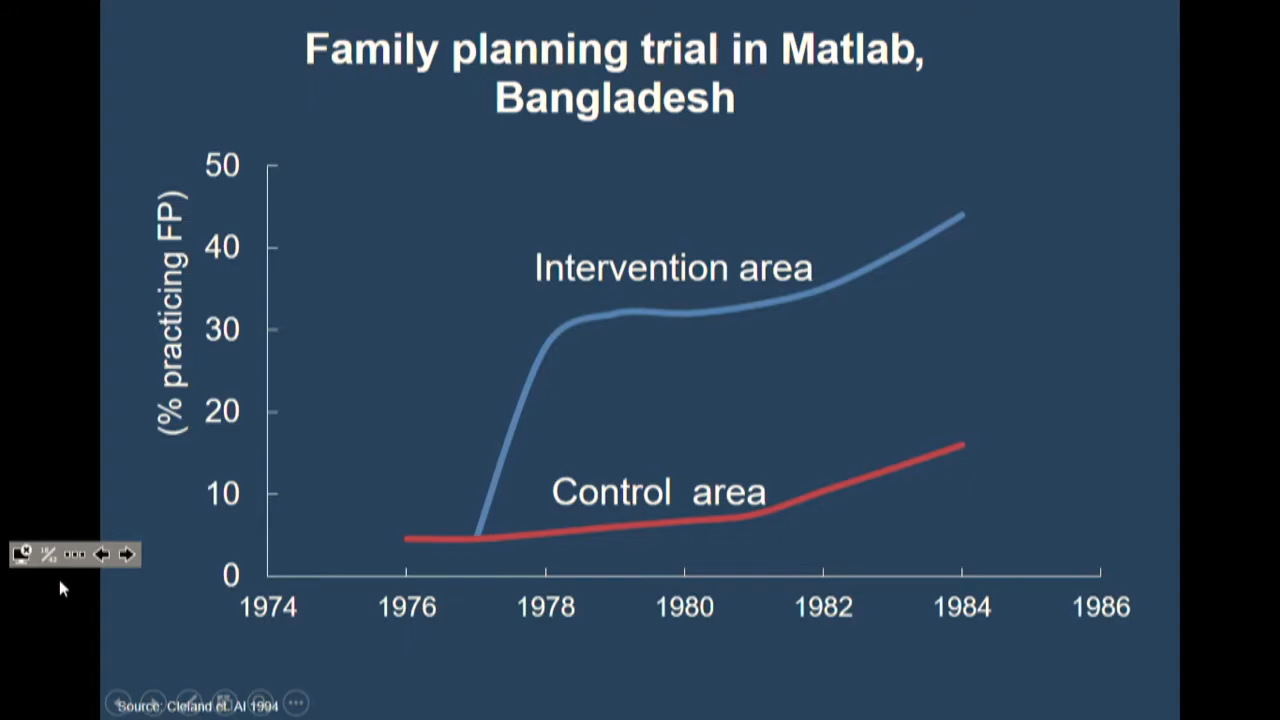 Family planning trial in Matlab,
Bangladesh
(% practicing FP)
50
40
30
20
10
0
Intervention area
Control area
1974 1976 1978 1980 1982 1984 1986
Source: Cleland et. Al 1994